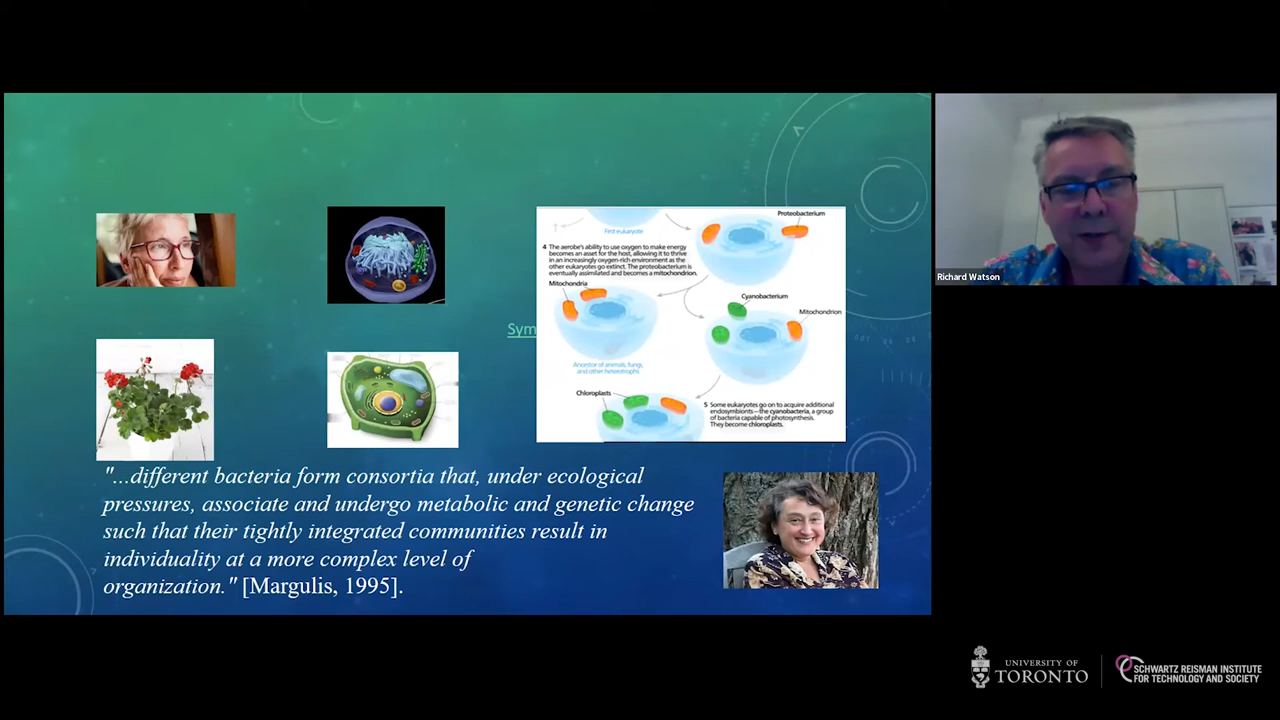 Proteobacterium
First eukaryote
4 The aerobe's ability to use oxygen to make energy
becomes an asset for the host, allowing it to thrive
in an increasingly oxygen-rich environment as the
other eukaryotes go extinct. The proteobacterium is
eventually assimilated and becomes a mitochondrion.
Mitochondria
Cyanobacterium
Mitochondrion
Sym
Ancestor of animals, fungi,
and other heterotrophs
Chloroplasts
5 Some eukaryotes go on to acquire additional
endosymbionts—the cyanobacteria, a group
of bacteria capable of photosynthesis.
They become chloroplasts.
"...different bacteria form consortia that, under ecological
pressures, associate and undergo metabolic and genetic change
such that their tightly integrated communities result in
individuality at a more complex level of
organization." [Margulis, 1995].
Richard Watson
UNIVERSITY OF
TORONTO
SCHWARTZ REISMAN INSTITUTE
FOR TECHNOLOGY AND SOCIETY